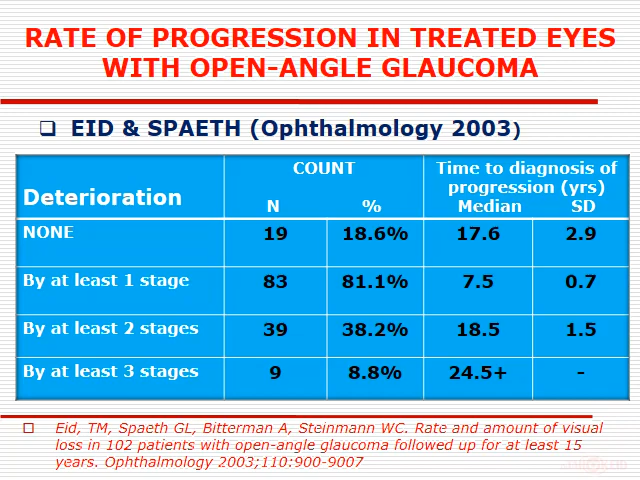 RATE OF PROGRESSION IN TREATED EYES
WITH OPEN-ANGLE GLAUCOMA
EID & SPAETH (Ophthalmology 2003)
Deterioration COUNT Time to diagnosis of
progression (yrs)
N % Median SD
NONE 19 18.6% 17.6 2.9
By at least 1 stage 83 81.1% 7.5 0.7
By at least 2 stages 39 38.2% 18.5 1.5
By at least 3 stages 9 8.8% 24.5+ -
Eid, TM, Spaeth GL, Bitterman A, Steinmann WC. Rate and amount of visual
loss in 102 patients with open-angle glaucoma followed up for at least 15
years. Ophthalmology 2003;110:900-9007